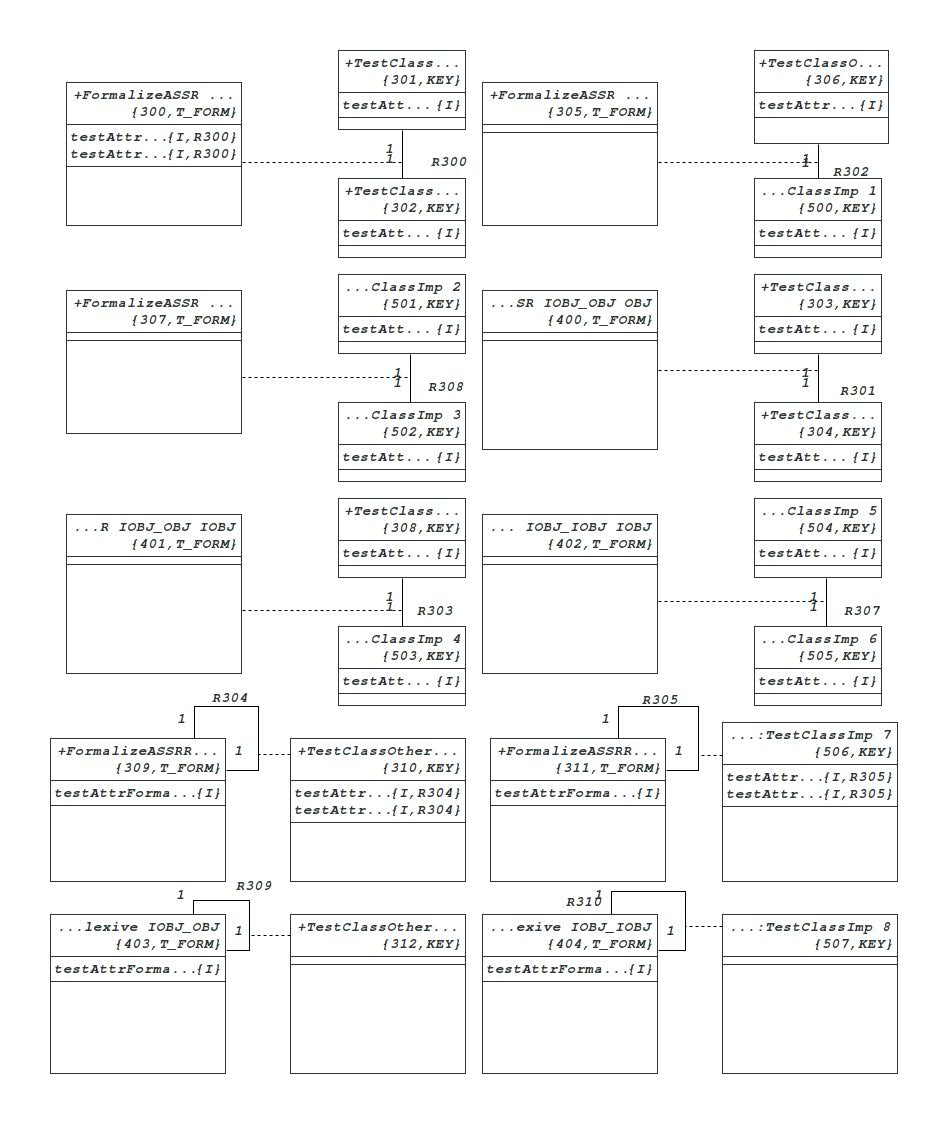 +TestClass...
{301,KEY}
testAtt... {I}
+FormalizeASSR ...
{300,T_FORM}
testAttr...{I,R300}
testAttr...{I,R300}
1
1
R300
+TestClass...
{302,KEY}
testAtt... {I}
+TestClassO...
{306,KEY}
testAttr...{I}
+FormalizeASSR ...
{305,T_FORM}
1
1
R302
...ClassImp 1
{500,KEY}
testAtt... {I}
...ClassImp 2
{501,KEY}
testAtt... {I}
+FormalizeASSR ...
{307,T_FORM}
1
1
R308
...ClassImp 3
{502,KEY}
testAtt... {I}
+TestClass...
{303,KEY}
testAtt... {I}
...SR IOBJ_OBJ OBJ
{400,T_FORM}
1
1
R301
+TestClass...
{304,KEY}
testAtt... {I}
+TestClass...
{308,KEY}
testAtt... {I}
...R IOBJ_OBJ IOBJ
{401,T_FORM}
1
1
R303
...ClassImp 4
{503,KEY}
testAtt... {I}
...ClassImp 5
{504,KEY}
testAtt... {I}
... IOBJ_IOBJ IOBJ
{402,T_FORM}
1
1
R307
...ClassImp 6
{505,KEY}
testAtt... {I}
R304
1
+FormalizeASSRR...
{309,T_FORM}
testAttrForma...{I}
1
+TestClassOther...
{310,KEY}
testAttr...{I,R304}
testAttr...{I,R304}
R305
1
+FormalizeASSRR...
{311,T_FORM}
testAttrForma...{I}
1
...:TestClassImp 7
{506,KEY}
testAttr...{I,R305}
testAttr...{I,R305}
R309
1
...lexive IOBJ_OBJ
{403,T_FORM}
testAttrForma...{I}
1
+TestClassOther...
{312,KEY}
1
R310
...exive IOBJ_IOBJ
{404,T_FORM}
testAttrForma...{I}
1
...:TestClassImp 8
{507,KEY}